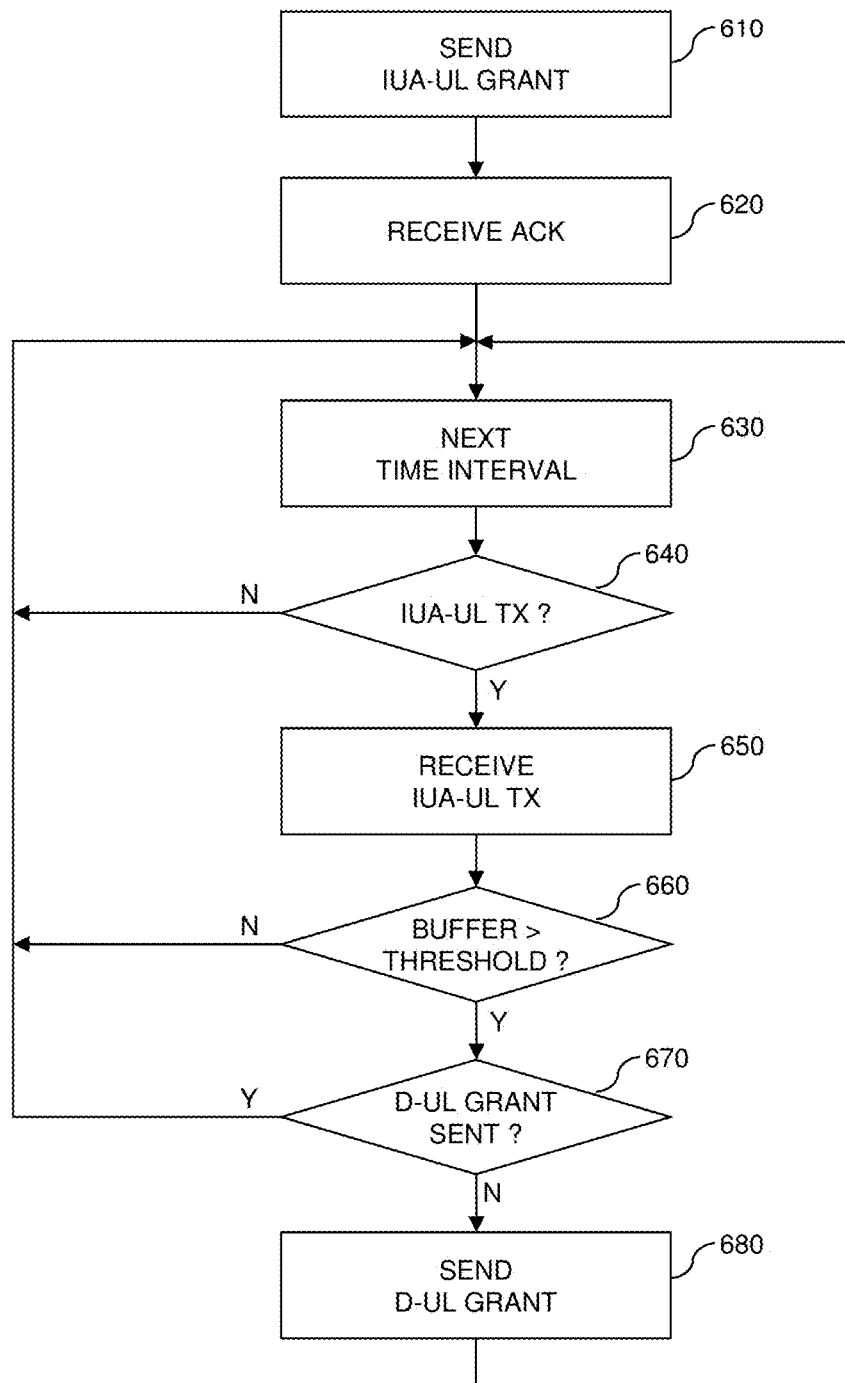 SEND
IUA-UL GRANT
610
RECEIVE ACK
620
NEXT
TIME INTERVAL
630
IUA-UL TX ?
640
N
Y
RECEIVE
IUA-UL TX
650
BUFFER >
THRESHOLD ?
660
N
Y
D-UL GRANT
SENT ?
670
Y
N
SEND
D-UL GRANT
680